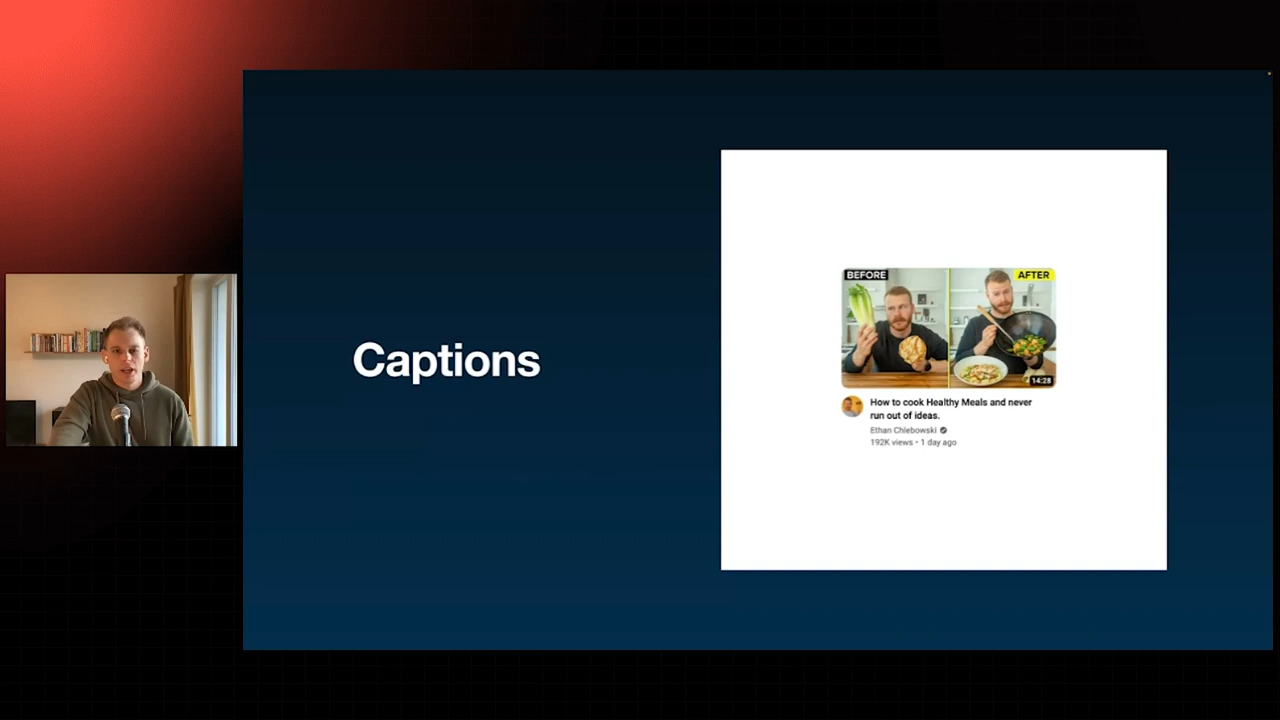 Captions
BEFORE
AFTER
14:28
How to cook Healthy Meals and never
run out of ideas.
Ethan Chlebowski
192K views • 1 day ago